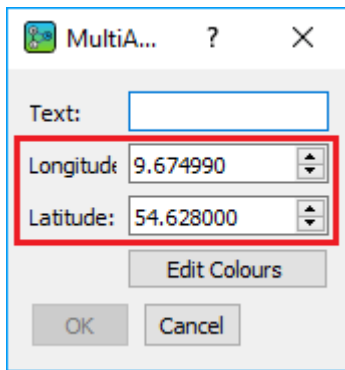 MultiA... ?
Text:
Longitude 9.674990
Latitude: 54.628000
Edit Colours
OK Cancel